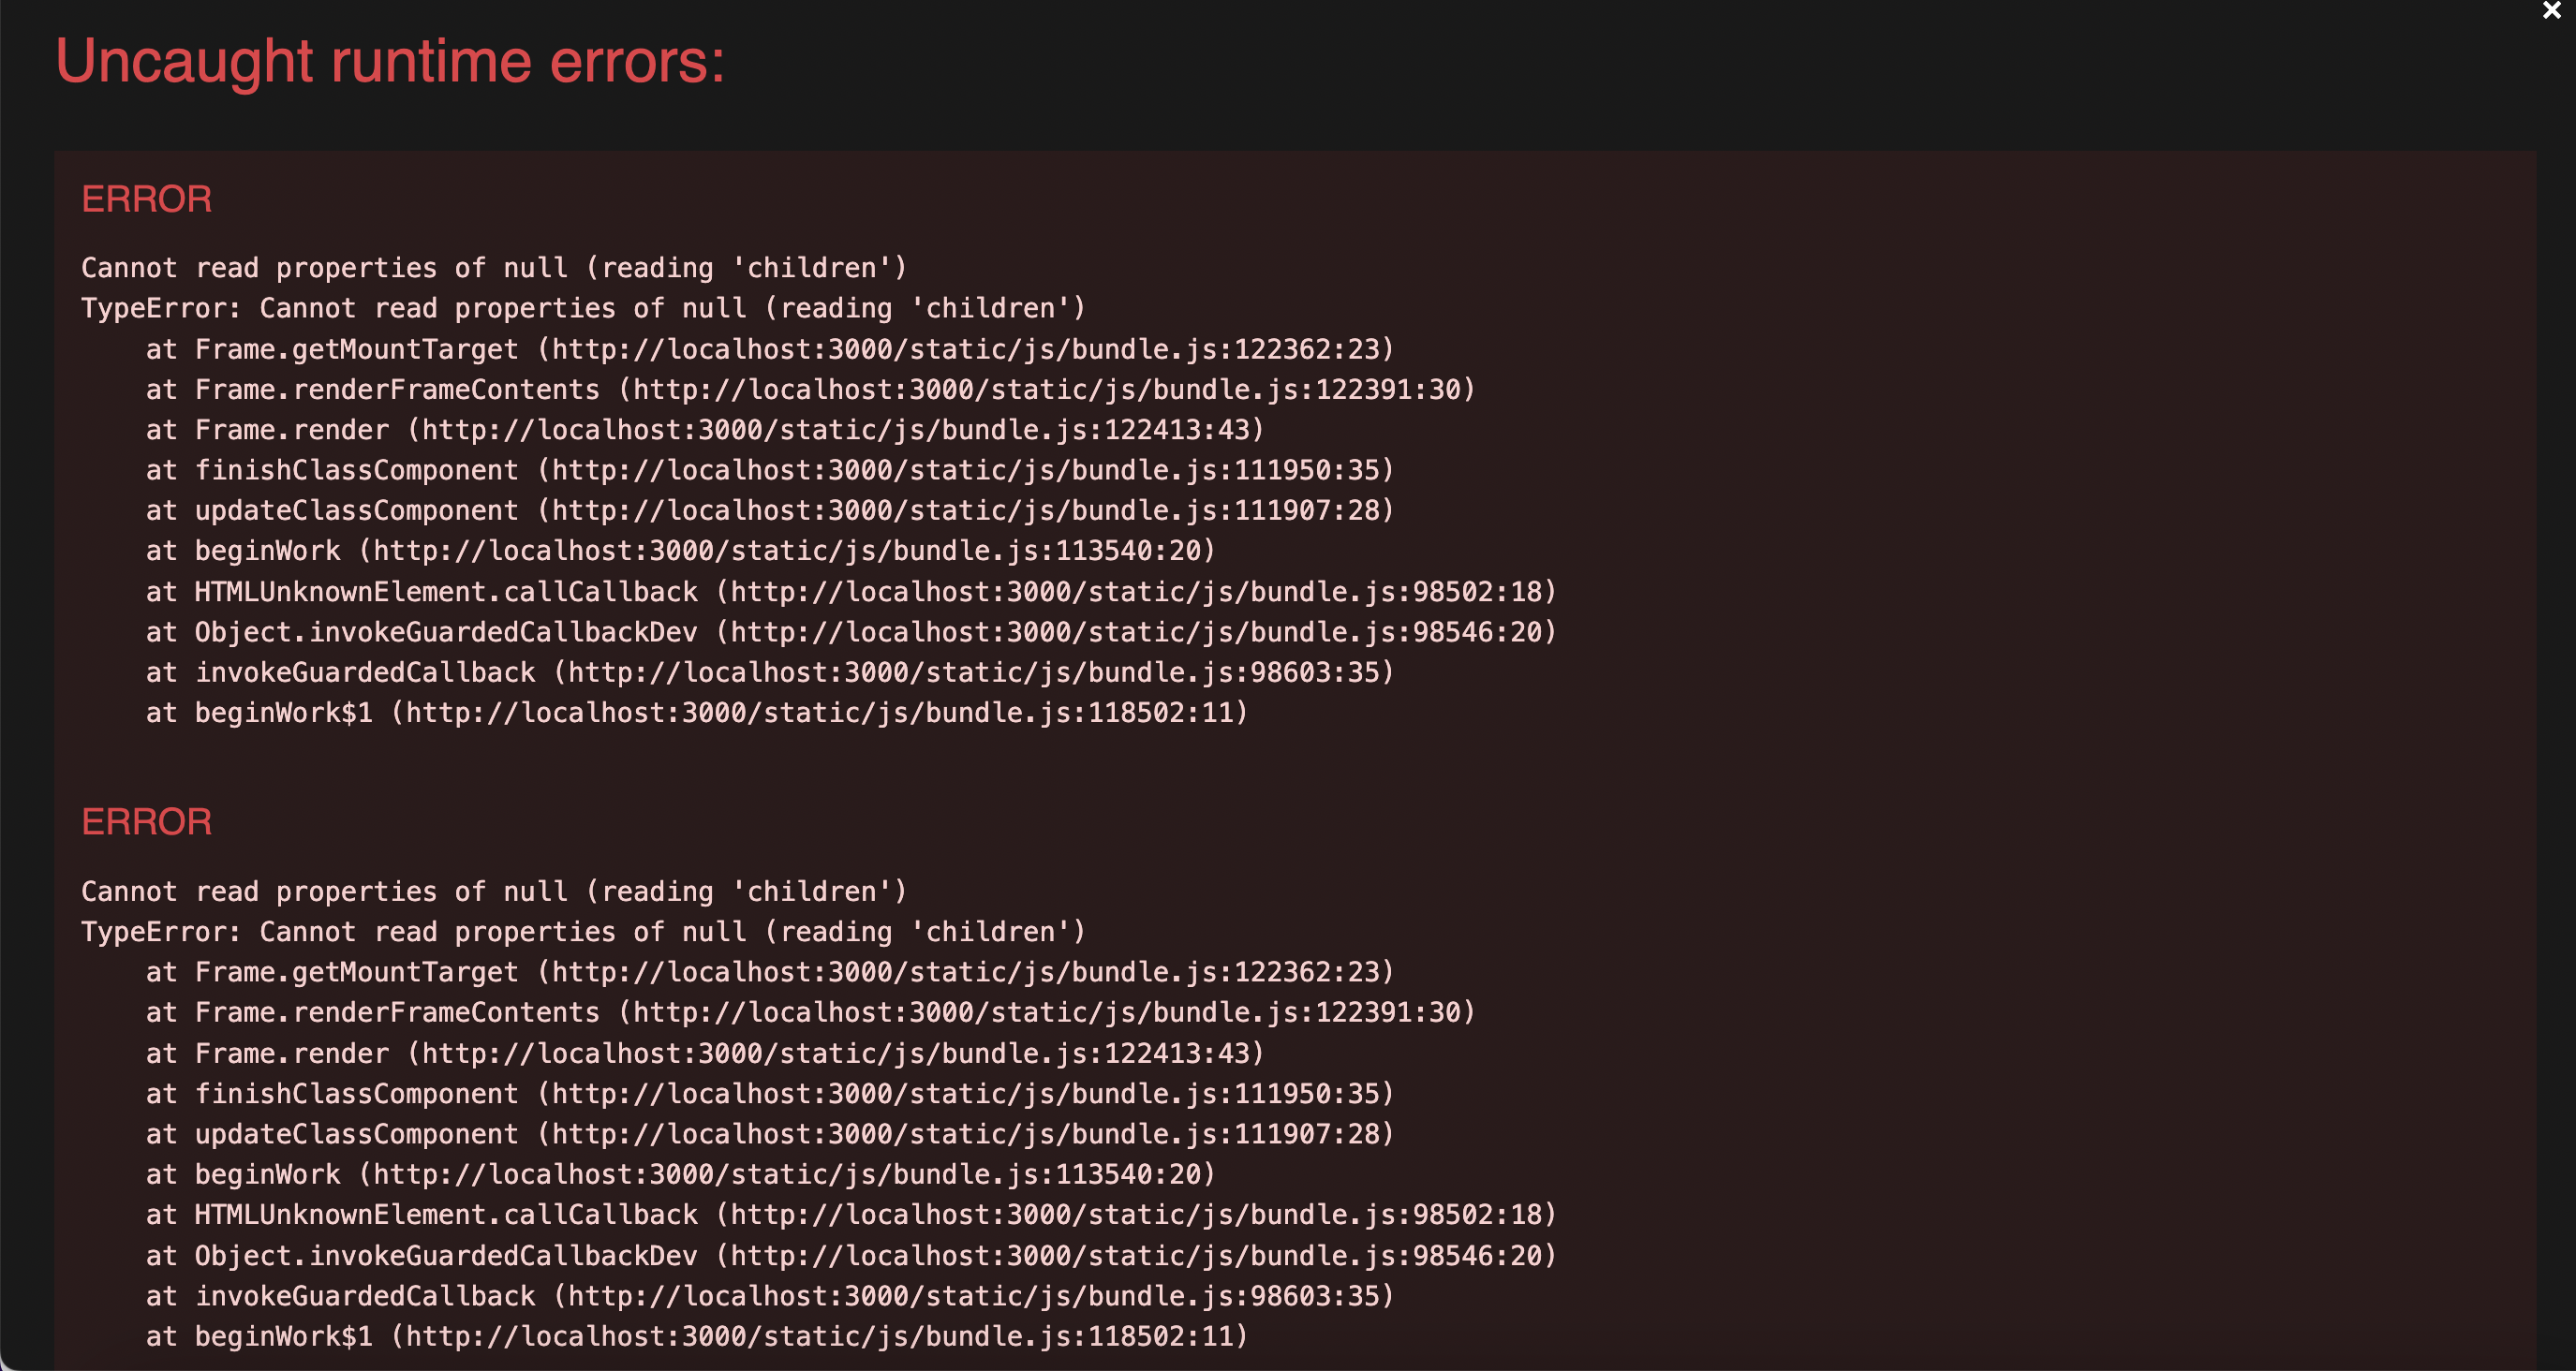 ×
Uncaught runtime errors:
ERROR
Cannot read properties of null (reading 'children')
TypeError: Cannot read properties of null (reading 'children')
    at Frame.getMountTarget (http://localhost:3000/static/js/bundle.js:122362:23)
    at Frame.renderFrameContents (http://localhost:3000/static/js/bundle.js:122391:30)
    at Frame.render (http://localhost:3000/static/js/bundle.js:122413:43)
    at finishClassComponent (http://localhost:3000/static/js/bundle.js:111950:35)
    at updateClassComponent (http://localhost:3000/static/js/bundle.js:111907:28)
    at beginWork (http://localhost:3000/static/js/bundle.js:113540:20)
    at HTMLUnknownElement.callCallback (http://localhost:3000/static/js/bundle.js:98502:18)
    at Object.invokeGuardedCallbackDev (http://localhost:3000/static/js/bundle.js:98546:20)
    at invokeGuardedCallback (http://localhost:3000/static/js/bundle.js:98603:35)
    at beginWork$1 (http://localhost:3000/static/js/bundle.js:118502:11)
ERROR
Cannot read properties of null (reading 'children')
TypeError: Cannot read properties of null (reading 'children')
    at Frame.getMountTarget (http://localhost:3000/static/js/bundle.js:122362:23)
    at Frame.renderFrameContents (http://localhost:3000/static/js/bundle.js:122391:30)
    at Frame.render (http://localhost:3000/static/js/bundle.js:122413:43)
    at finishClassComponent (http://localhost:3000/static/js/bundle.js:111950:35)
    at updateClassComponent (http://localhost:3000/static/js/bundle.js:111907:28)
    at beginWork (http://localhost:3000/static/js/bundle.js:113540:20)
    at HTMLUnknownElement.callCallback (http://localhost:3000/static/js/bundle.js:98502:18)
    at Object.invokeGuardedCallbackDev (http://localhost:3000/static/js/bundle.js:98546:20)
    at invokeGuardedCallback (http://localhost:3000/static/js/bundle.js:98603:35)
    at beginWork$1 (http://localhost:3000/static/js/bundle.js:118502:11)